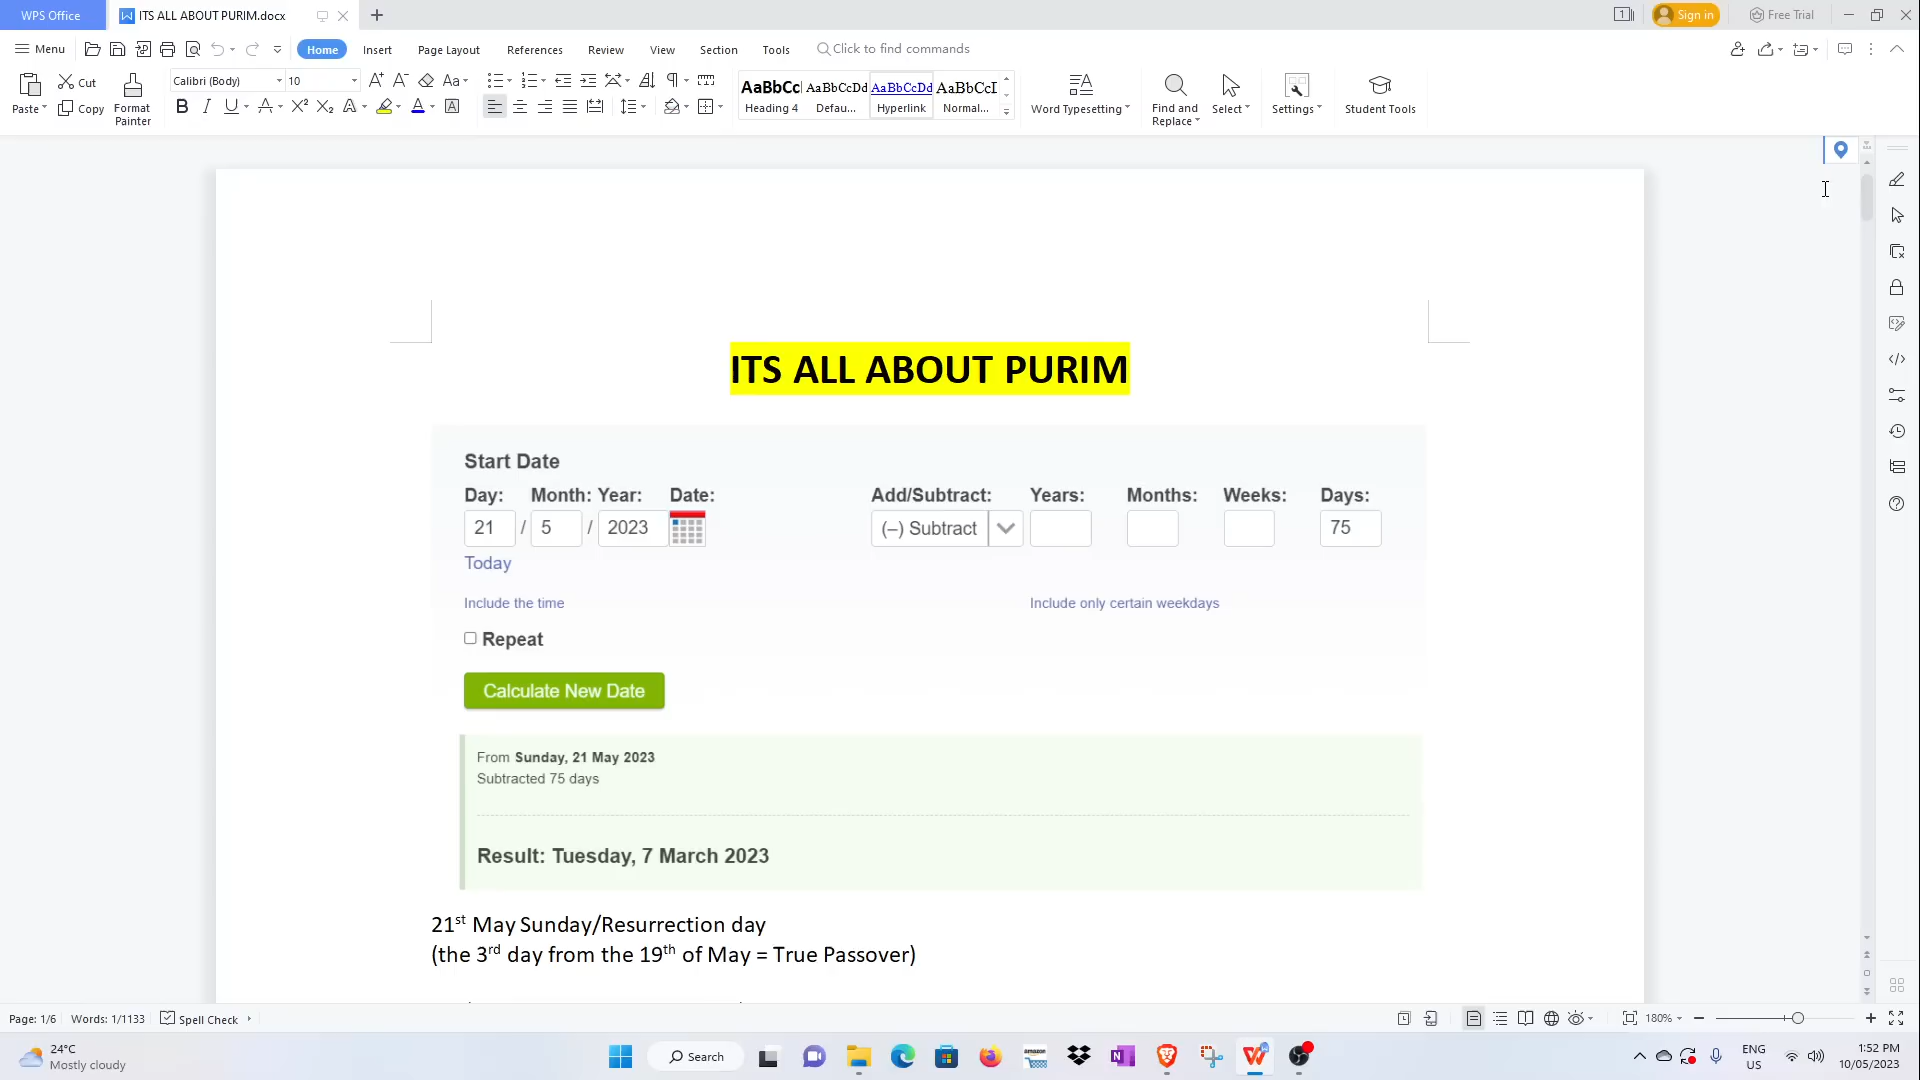 WPS Office
ITS ALL ABOUT PURIM.docx
Sign in
Free Trial
Menu
Home
Insert
Page Layout
References
Review
View
Section
Tools
Click to find commands
Paste
Cut
Copy
Format Painter
Calibri (Body)
10
AaBbCc
Heading 4
AaBbCcDd
Defau...
AaBbCcDd
Hyperlink
AaBbCcI
Normal...
Word Typesetting
Find and Replace
Select
Settings
Student Tools
ITS ALL ABOUT PURIM
Start Date
Day: Month: Year: Date: Add/Subtract: Years: Months: Weeks: Days:
21 / 5 / 2023 (–) Subtract 75
Today
Include the time Include only certain weekdays
Repeat
Calculate New Date
From Sunday, 21 May 2023
Subtracted 75 days
Result: Tuesday, 7 March 2023
21st May Sunday/Resurrection day
(the 3rd day from the 19th of May = True Passover)
Page: 1/6 Words: 1/1133 Spell Check 180%
24°C
Mostly cloudy
Search
ENG
US
1:52 PM
10/05/2023